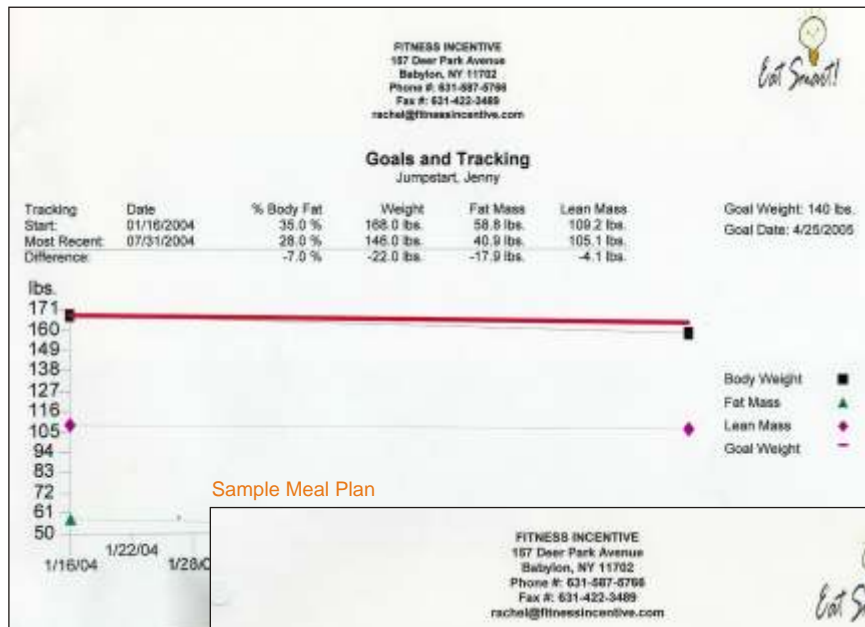 FITNESS INCENTIVE
157 Deer Park Avenue
Babylon, NY 11702
Phone #: 631-587-5766
Fax #: 631-422-3489
rachel@fitnessincentive.com
Eat Smart!
Goals and Tracking
Jumpstart, Jenny
Tracking Date % Body Fat Weight Fat Mass Lean Mass
Start: 01/16/2004 35.0 % 168.0 lbs. 58.8 lbs. 109.2 lbs.
Most Recent: 07/31/2004 28.0 % 146.0 lbs. 40.9 lbs. 105.1 lbs.
Difference: -7.0 % -22.0 lbs. -17.9 lbs. -4.1 lbs.
Goal Weight: 140 lbs.
Goal Date: 4/25/2005
lbs.
171
160
149
138
127
116
105
94
83
72
61
50
1/16/04
1/22/04
Body Weight
Fat Mass
Lean Mass
Goal Weight
Sample Meal Plan
FITNESS INCENTIVE
157 Deer Park Avenue
Babylon, NY 11702
Phone #: 631-587-5766
Fax #: 631-422-3489
rachel@fitnessincentive.com
Eat